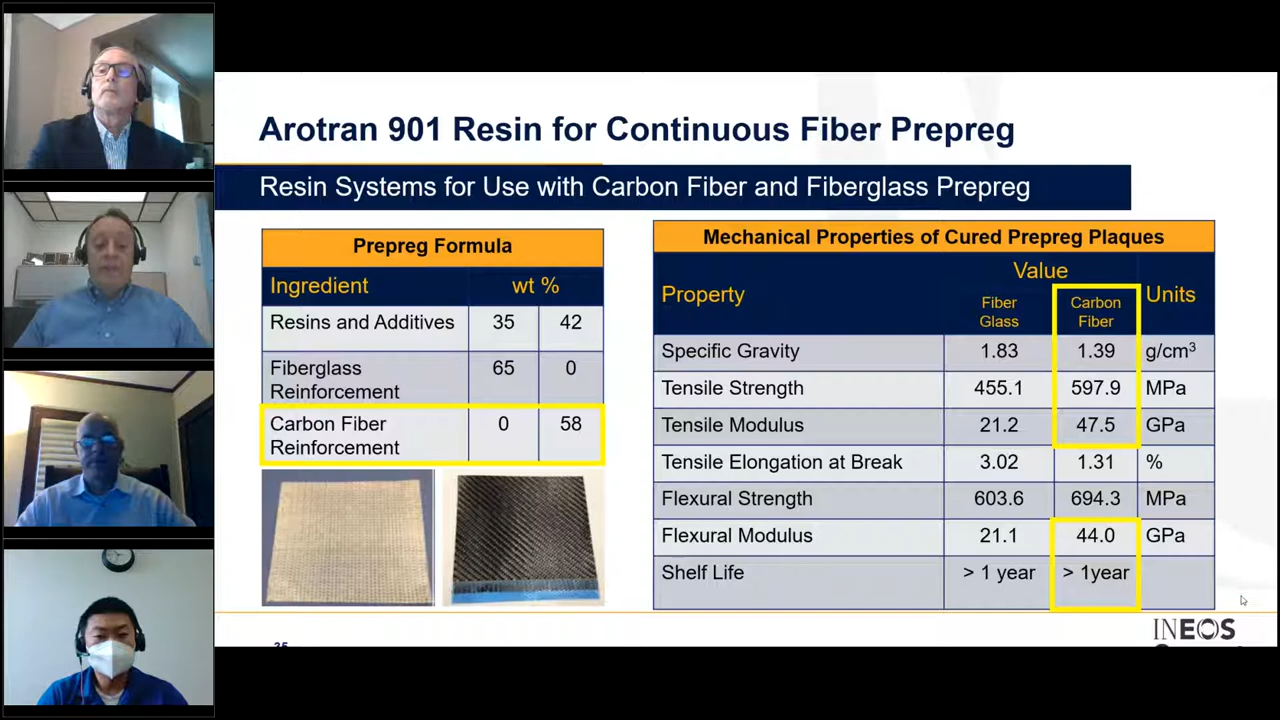 Arotran 901 Resin for Continuous Fiber Prepreg
Resin Systems for Use with Carbon Fiber and Fiberglass Prepreg
Prepreg Formula
Ingredient wt %
Resins and Additives 35 42
Fiberglass
Reinforcement 65 0
Carbon Fiber
Reinforcement 0 58
Mechanical Properties of Cured Prepreg Plaques
Property Value Units
Fiber
Glass
Carbon
Fiber
Specific Gravity 1.83 1.39 g/cm³
Tensile Strength 455.1 597.9 MPa
Tensile Modulus 21.2 47.5 GPa
Tensile Elongation at Break 3.02 1.31 %
Flexural Strength 603.6 694.3 MPa
Flexural Modulus 21.1 44.0 GPa
Shelf Life > 1 year > 1year
INEOS